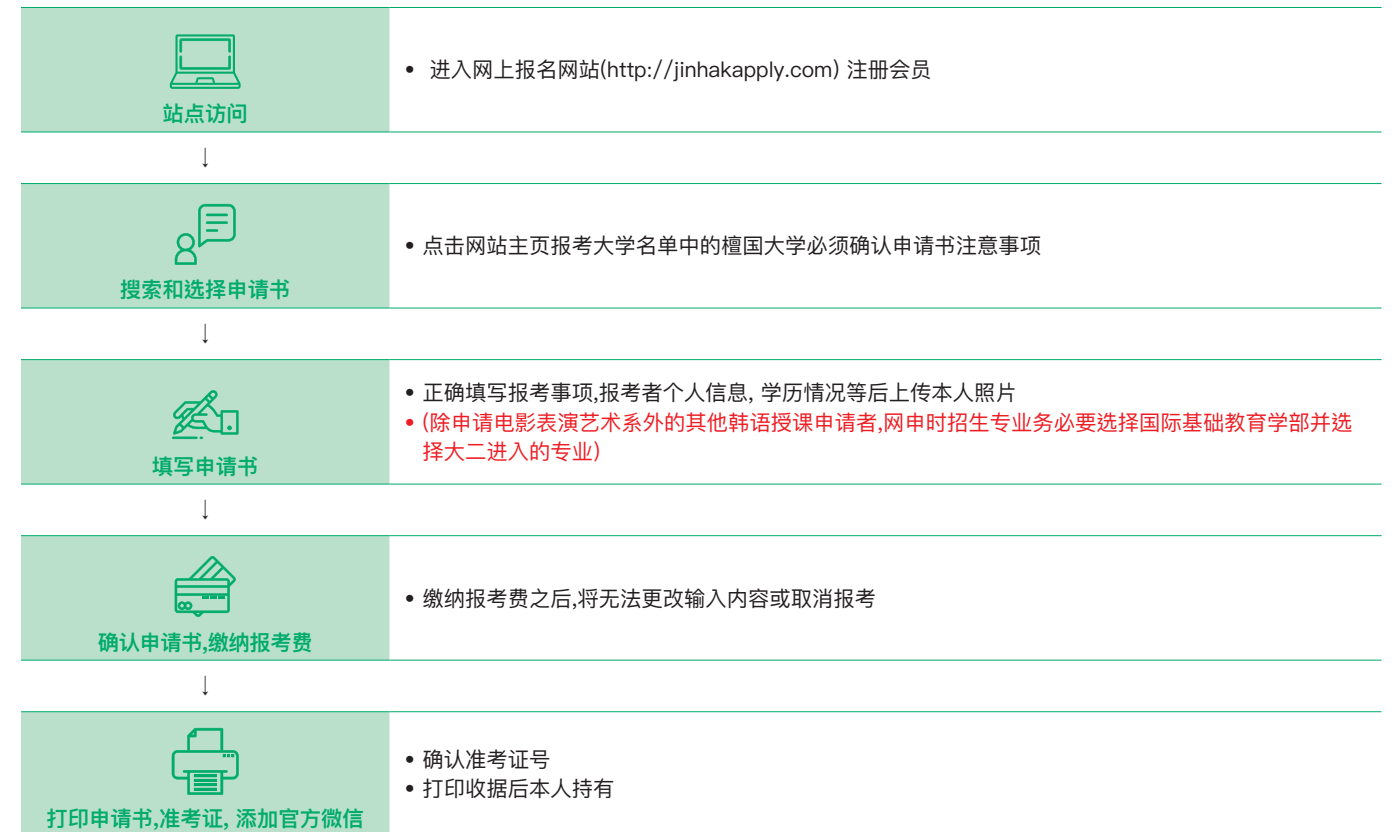 站点访问
• 进入网上报名网站(http://jinhakapply.com) 注册会员
↓
搜索和选择申请书
• 点击网站主页报考大学名单中的檀国大学必须确认申请书注意事项
↓
填写申请书
• 正确填写报考事项,报考者个人信息, 学历情况等后上传本人照片
• (除申请电影表演艺术系外的其他韩语授课申请者,网申时招生专业务必要选择国际基础教育学部并选
择大二进入的专业)
↓
确认申请书,缴纳报考费
• 缴纳报考费之后,将无法更改输入内容或取消报考
↓
打印申请书,准考证, 添加官方微信
• 确认准考证号
• 打印收据后本人持有